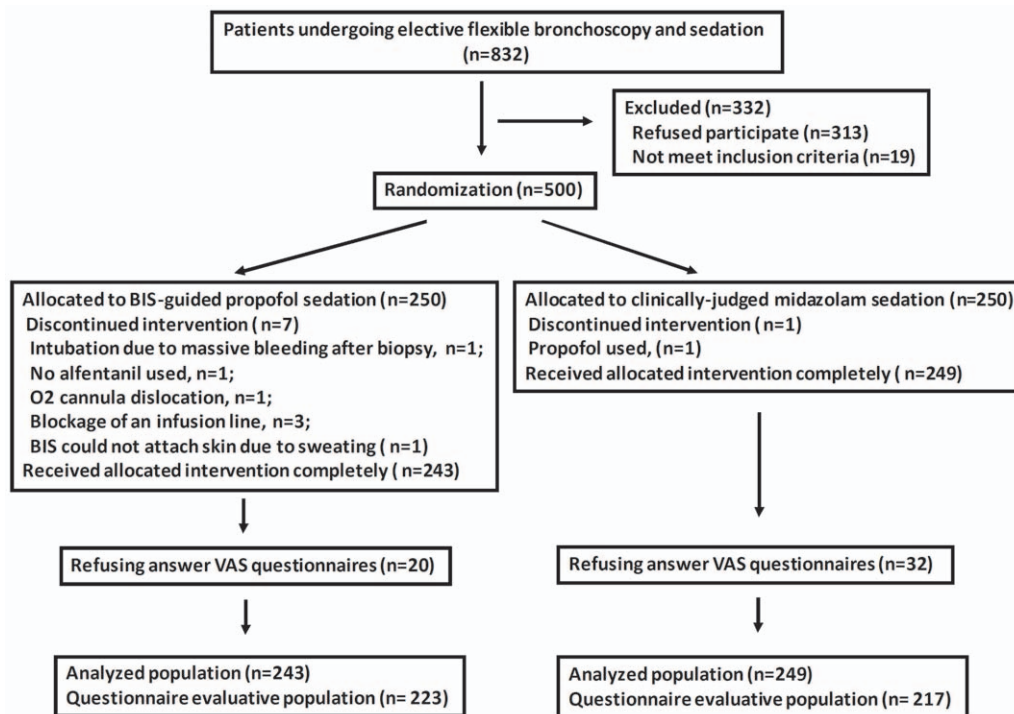 Patients undergoing elective flexible bronchoscopy and sedation
(n=832)
Excluded (n=332)
Refused participate (n=313)
Not meet inclusion criteria (n=19)
Randomization (n=500)
Allocated to BIS-guided propofol sedation (n=250)
Discontinued intervention ( n=7)
Intubation due to massive bleeding after biopsy, n=1;
No alfentanil used, n=1;
O2 cannula dislocation, n=1;
Blockage of an infusion line, n=3;
BIS could not attach skin due to sweating ( n=1)
Received allocated intervention completely ( n=243)
Allocated to clinically-judged midazolam sedation (n=250)
Discontinued intervention ( n=1)
Propofol used, (n=1)
Received allocated intervention completely ( n=249)
Refusing answer VAS questionnaires (n=20)
Refusing answer VAS questionnaires (n=32)
Analyzed population (n=243)
Questionnaire evaluative population ( n=223)
Analyzed population (n=249)
Questionnaire evaluative population ( n=217)